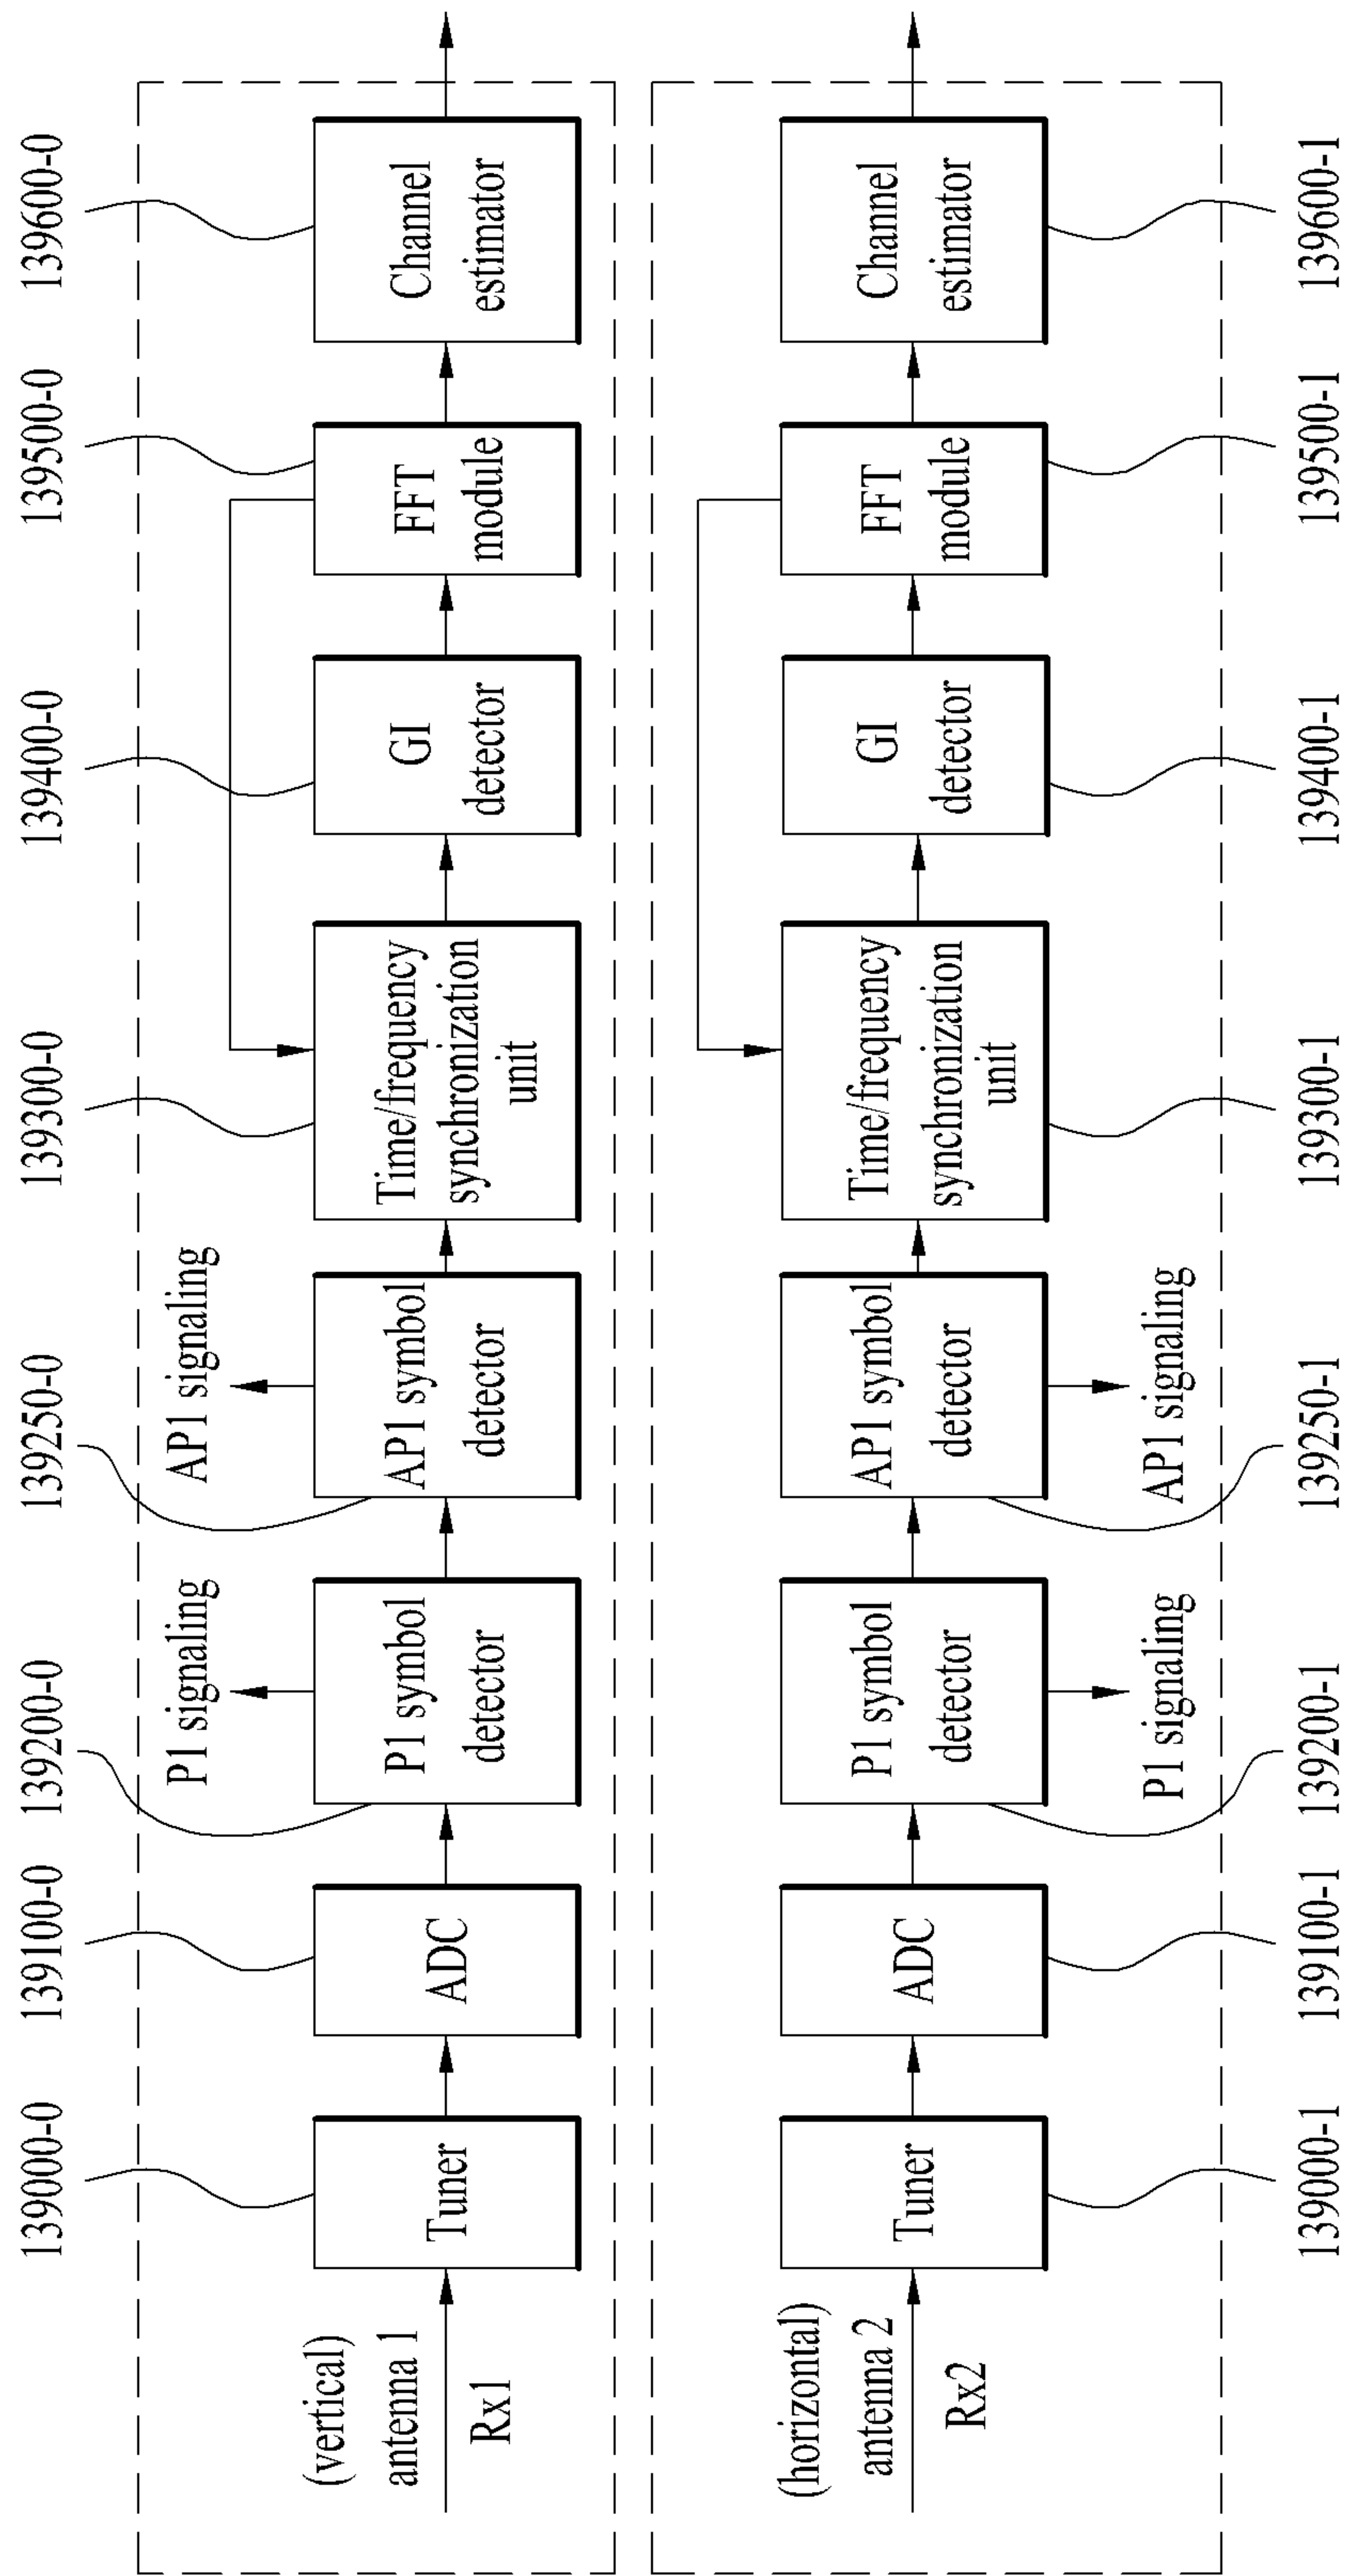 139000-0
139100-0
139200-0
139250-0
139300-0
139400-0
139500-0
139600-0
P1 signaling
AP1 signaling
(vertical)
antenna 1
Rx1
Tuner
ADC
P1 symbol
detector
AP1 symbol
detector
Time/frequency
synchronization
unit
GI
detector
FFT
module
Channel
estimator
(horizontal)
antenna 2
Rx2
Tuner
ADC
P1 symbol
detector
AP1 symbol
detector
Time/frequency
synchronization
unit
GI
detector
FFT
module
Channel
estimator
P1 signaling
AP1 signaling
139000-1
139100-1
139200-1
139250-1
139300-1
139400-1
139500-1
139600-1